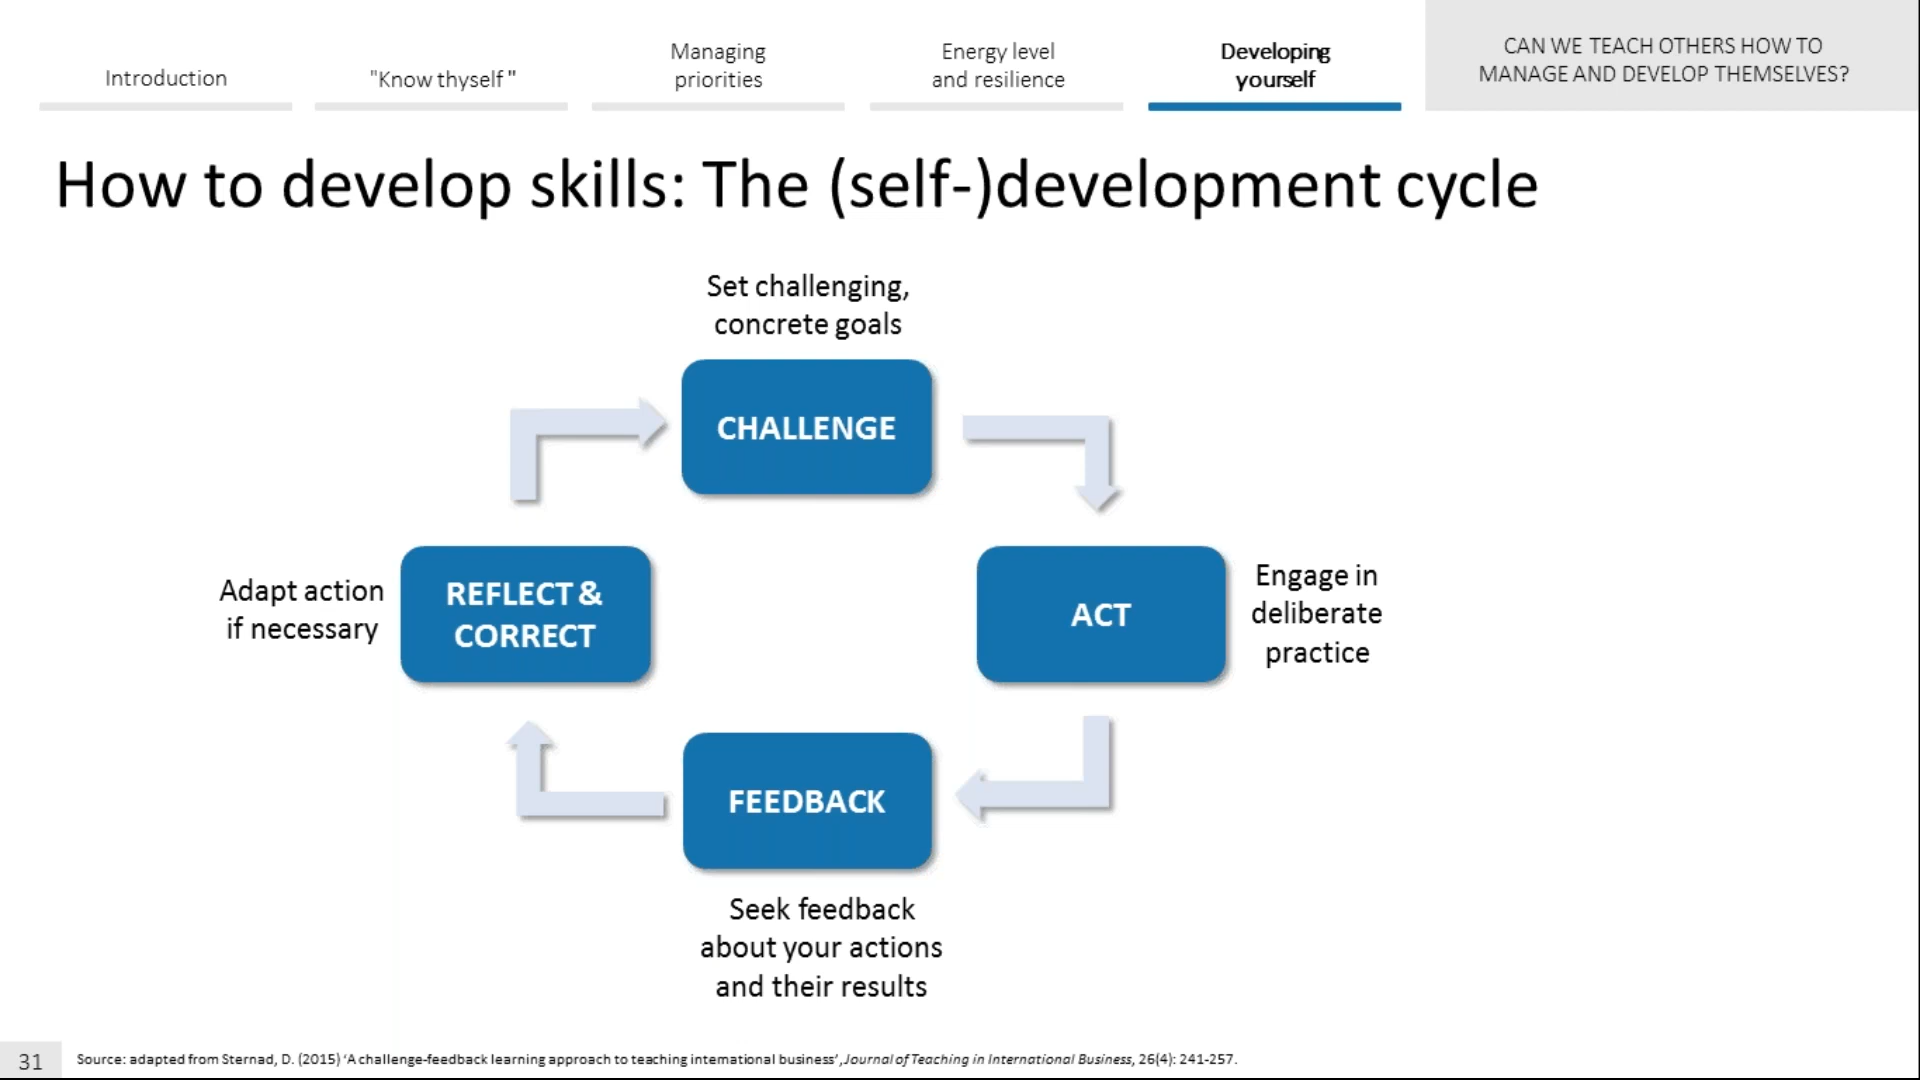 Introduction
"Know thyself"
Managing
priorities
Energy level
and resilience
Developing
yourself
CAN WE TEACH OTHERS HOW TO
MANAGE AND DEVELOP THEMSELVES?
How to develop skills: The (self-)development cycle
Set challenging,
concrete goals
CHALLENGE
Adapt action
if necessary
REFLECT &
CORRECT
ACT
Engage in
deliberate
practice
FEEDBACK
Seek feedback
about your actions
and their results
31
Source: adapted from Sternad, D. (2015) ‘A challenge-feedback learning approach to teaching international business’, Journal of Teaching in International Business, 26(4): 241-257.